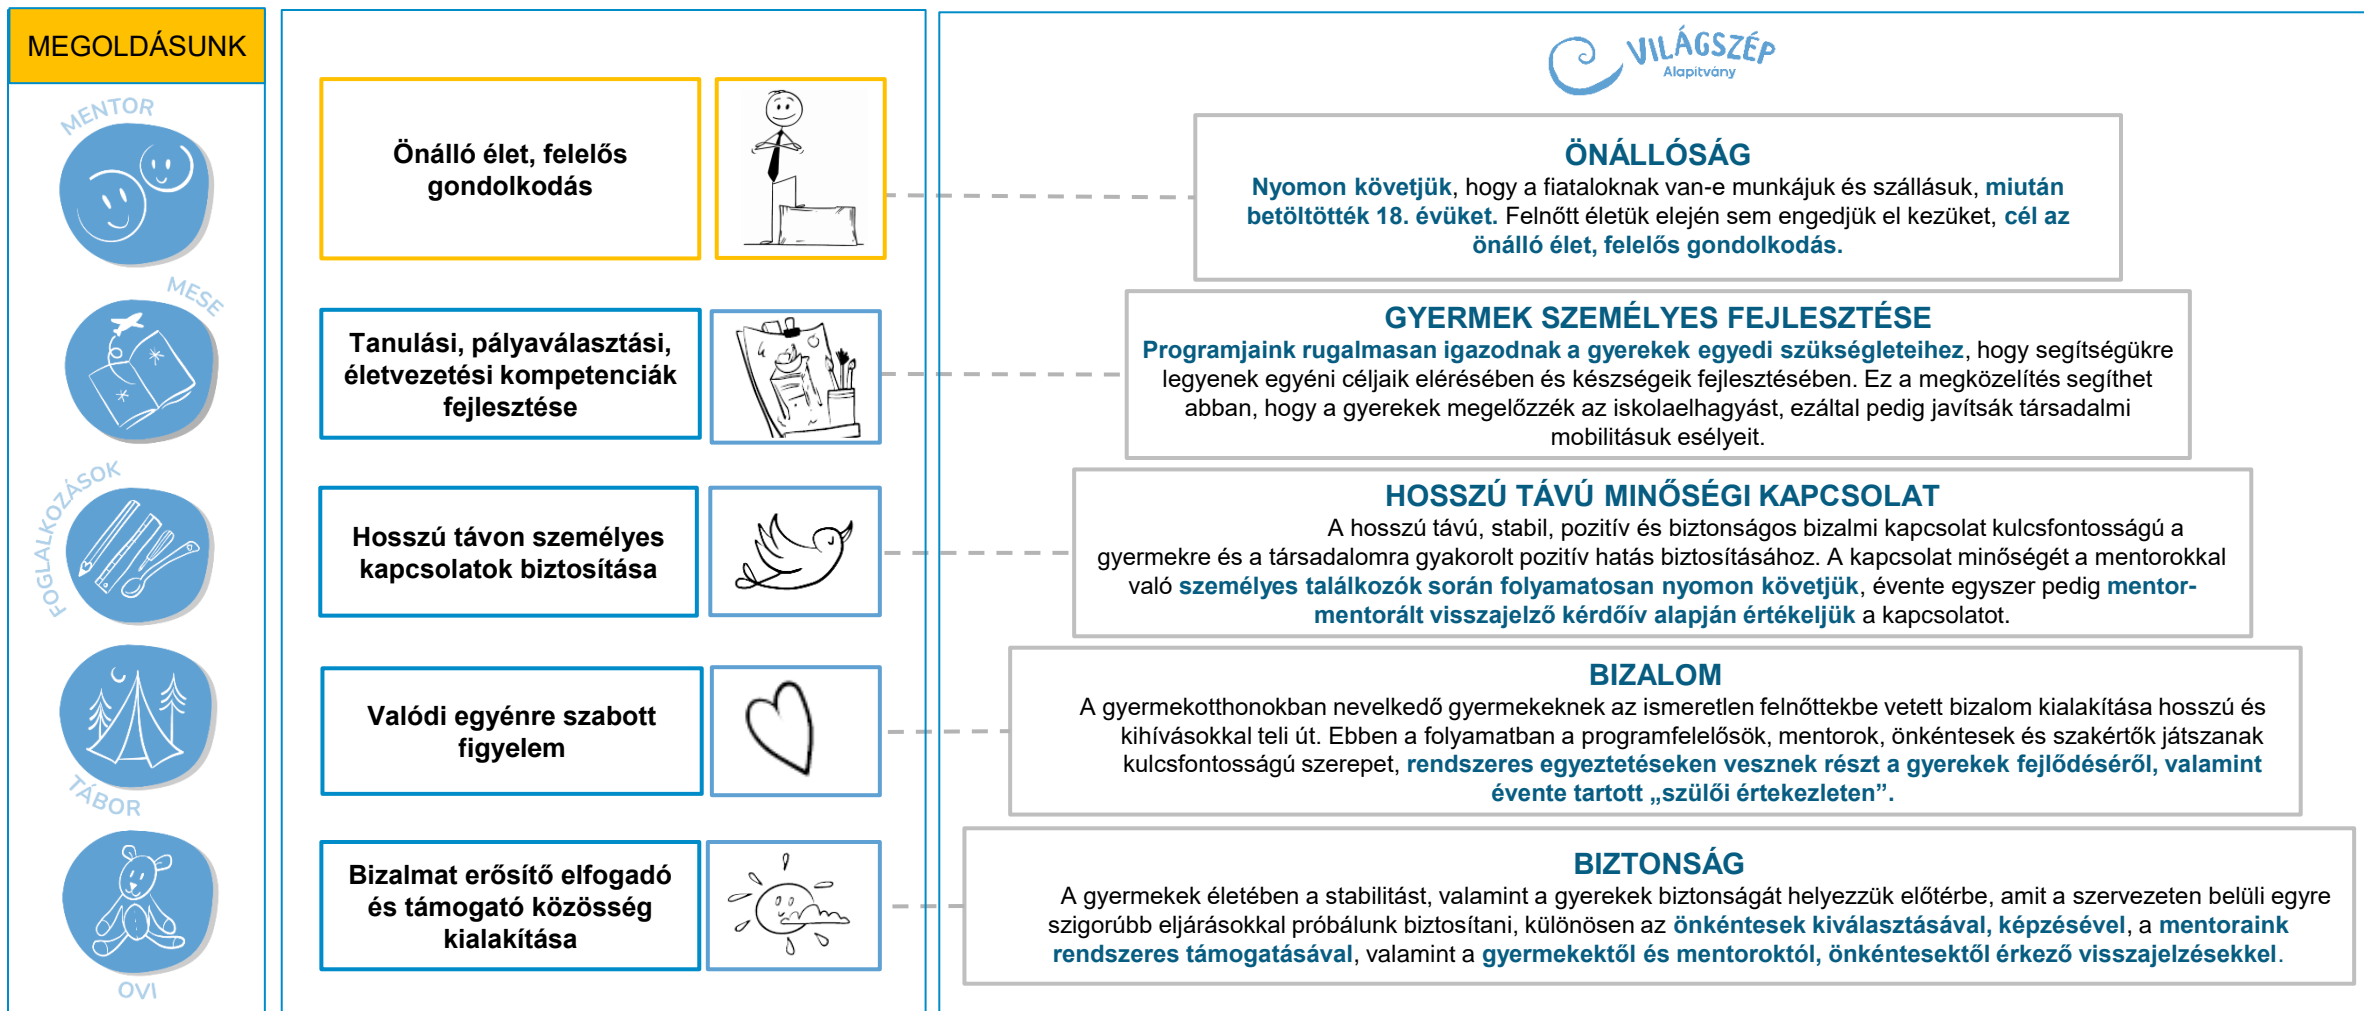 MEGOLDÁSUNK
MENTOR
MESE
FOGLALKOZÁSOK
TÁBOR
OVI
Önálló élet, felelős
gondolkodás
Tanulási, pályaválasztási,
életvezetési kompetenciák
fejlesztése
Hosszú távon személyes
kapcsolatok biztosítása
Valódi egyénre szabott
figyelem
Bizalmat erősítő elfogadó
és támogató közösség
kialakítása
VILÁGSZÉP
Alapítvány
ÖNÁLLÓSÁG
Nyomon követjük, hogy a fiataloknak van-e munkájuk és szállásuk, miután
betöltötték 18. évüket. Felnőtt életük elején sem engedjük el kezüket, cél az
önálló élet, felelős gondolkodás.
GYERMEK SZEMÉLYES FEJLESZTÉSE
Programjaink rugalmasan igazodnak a gyerekek egyedi szükségleteihez, hogy segítségükre
legyenek egyéni céljaik elérésében és készségeik fejlesztésében. Ez a megközelítés segíthet
abban, hogy a gyerekek megelőzzék az iskolaelhagyást, ezáltal pedig javítsák társadalmi
mobilitásuk esélyeit.
HOSSZÚ TÁVÚ MINŐSÉGI KAPCSOLAT
A hosszú távú, stabil, pozitív és biztonságos bizalmi kapcsolat kulcsfontosságú a
gyermekre és a társadalomra gyakorolt pozitív hatás biztosításához. A kapcsolat minőségét a mentorokkal
való személyes találkozók során folyamatosan nyomon követjük, évente egyszer pedig mentor-
mentorált visszajelző kérdőív alapján értékeljük a kapcsolatot.
BIZALOM
A gyermekotthonokban nevelkedő gyermekeknek az ismeretlen felnőttekbe vetett bizalom kialakítása hosszú és
kihívásokkal teli út. Ebben a folyamatban a programfelelősök, mentorok, önkéntesek és szakértők játszanak
kulcsfontosságú szerepet, rendszeres egyeztetéseken vesznek részt a gyerekek fejlődéséről, valamint
évente tartott „szülői értekezleten”.
BIZTONSÁG
A gyermekek életében a stabilitást, valamint a gyerekek biztonságát helyezzük előtérbe, amit a szervezeten belüli egyre
szigorúbb eljárásokkal próbálunk biztosítani, különösen az önkéntesek kiválasztásával, képzésével, a mentoraink
rendszeres támogatásával, valamint a gyermekektől és mentoroktól, önkéntesektől érkező visszajelzésekkel.